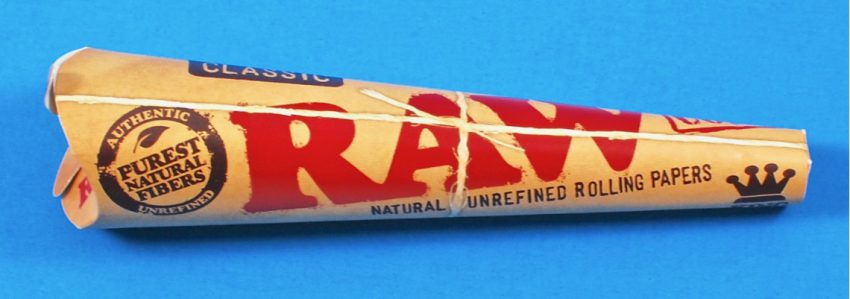 CLASSIC
AUTHENTIC
PUREST
NATURAL
FIBERS
UNREFINED
RAW
NATURAL UNREFINED ROLLING PAPERS